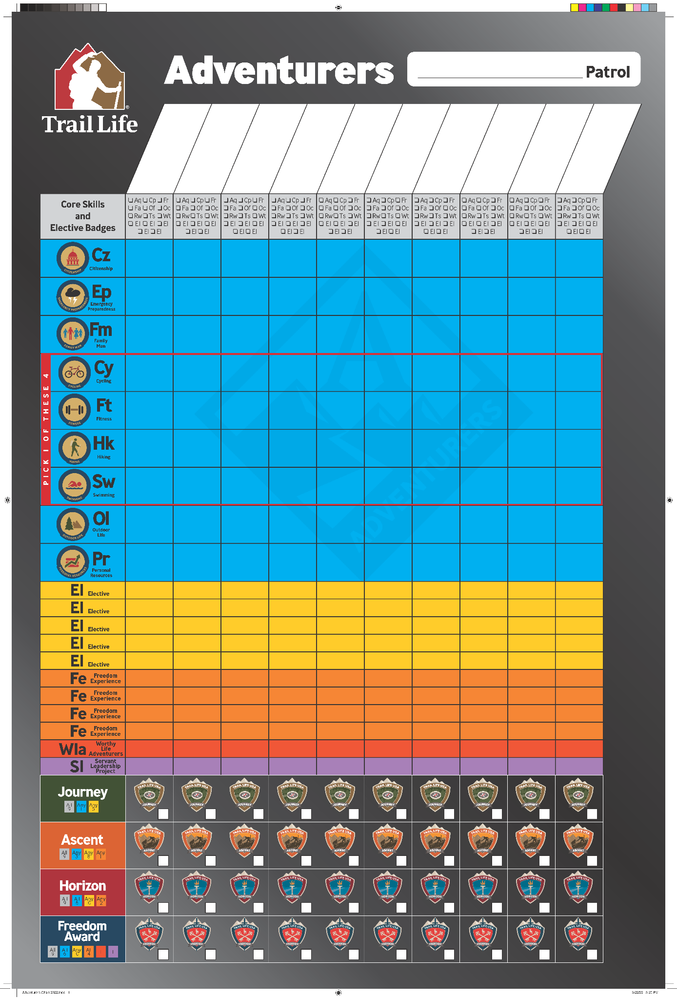 Adventurers
Patrol
Trail Life
Core Skills
and
Elective Badges
❑ Aq ❑ Cp ❑ Fr ❑ Aq ❑ Cp ❑ Fr ❑ Aq ❑ Cp ❑ Fr ❑ Aq ❑ Cp ❑ Fr ❑ Aq ❑ Cp ❑ Fr ❑ Aq ❑ Cp ❑ Fr ❑ Aq ❑ Cp ❑ Fr ❑ Aq ❑ Cp ❑ Fr ❑ Aq ❑ Cp ❑ Fr ❑ Aq ❑ Cp ❑ Fr
❑ Fa ❑ Of ❑ Oc ❑ Fa ❑ Of ❑ Oc ❑ Fa ❑ Of ❑ Oc ❑ Fa ❑ Of ❑ Oc ❑ Fa ❑ Of ❑ Oc ❑ Fa ❑ Of ❑ Oc ❑ Fa ❑ Of ❑ Oc ❑ Fa ❑ Of ❑ Oc ❑ Fa ❑ Of ❑ Oc ❑ Fa ❑ Of ❑ Oc
❑ Rw ❑ Ts ❑ Wt ❑ Rw ❑ Ts ❑ Wt ❑ Rw ❑ Ts ❑ Wt ❑ Rw ❑ Ts ❑ Wt ❑ Rw ❑ Ts ❑ Wt ❑ Rw ❑ Ts ❑ Wt ❑ Rw ❑ Ts ❑ Wt ❑ Rw ❑ Ts ❑ Wt ❑ Rw ❑ Ts ❑ Wt ❑ Rw ❑ Ts ❑ Wt
❑ El ❑ El ❑ El ❑ El ❑ El ❑ El ❑ El ❑ El ❑ El ❑ El ❑ El ❑ El ❑ El ❑ El ❑ El ❑ El ❑ El ❑ El ❑ El ❑ El ❑ El ❑ El ❑ El ❑ El ❑ El ❑ El ❑ El ❑ El ❑ El ❑ El
❑ El ❑ El ❑ El ❑ El ❑ El ❑ El ❑ El ❑ El ❑ El ❑ El ❑ El ❑ El ❑ El ❑ El ❑ El ❑ El ❑ El ❑ El ❑ El ❑ El
CITIZENSHIP
Cz
Citizenship
EMERGENCY PREPAREDNESS
Ep
Emergency
Preparedness
FAMILY MAN
Fm
Family
Man
PICK 1 OF THESE 4
CYCLING
Cy
Cycling
FITNESS
Ft
Fitness
HIKING
Hk
Hiking
SWIMMING
Sw
Swimming
ADVENTURERS
OUTDOOR LIFE
Ol
Outdoor
Life
PERSONAL RESOURCES
Pr
Personal
Resources
El Elective
El Elective
El Elective
El Elective
El Elective
Fe Freedom
Experience
Fe Freedom
Experience
Fe Freedom
Experience
Fe Freedom
Experience
Wla Worthy
Life
Adventurers
Sl Servant
Leadership
Project
Journey
All Any Any
9 1 5
TRAIL LIFE USA TRAIL LIFE USA TRAIL LIFE USA TRAIL LIFE USA TRAIL LIFE USA TRAIL LIFE USA TRAIL LIFE USA TRAIL LIFE USA TRAIL LIFE USA TRAIL LIFE USA
JOURNEY JOURNEY JOURNEY JOURNEY JOURNEY JOURNEY JOURNEY JOURNEY JOURNEY JOURNEY
Ascent
All Any Any Any
9 3 8 1
TRAIL LIFE USA TRAIL LIFE USA TRAIL LIFE USA TRAIL LIFE USA TRAIL LIFE USA TRAIL LIFE USA TRAIL LIFE USA TRAIL LIFE USA TRAIL LIFE USA TRAIL LIFE USA
ASCENT ASCENT ASCENT ASCENT ASCENT ASCENT ASCENT ASCENT ASCENT ASCENT
Horizon
All All Any Any
9 6 10 2
TRAIL LIFE USA TRAIL LIFE USA TRAIL LIFE USA TRAIL LIFE USA TRAIL LIFE USA TRAIL LIFE USA TRAIL LIFE USA TRAIL LIFE USA TRAIL LIFE USA TRAIL LIFE USA
HORIZON HORIZON HORIZON HORIZON HORIZON HORIZON HORIZON HORIZON HORIZON HORIZON
Freedom
Award
All All Any All 1 1
9 6 10 4
TRAIL LIFE USA TRAIL LIFE USA TRAIL LIFE USA TRAIL LIFE USA TRAIL LIFE USA TRAIL LIFE USA TRAIL LIFE USA TRAIL LIFE USA TRAIL LIFE USA TRAIL LIFE USA
FREEDOM FREEDOM FREEDOM FREEDOM FREEDOM FREEDOM FREEDOM FREEDOM FREEDOM FREEDOM
Adventurers Chart 2022.indd 1